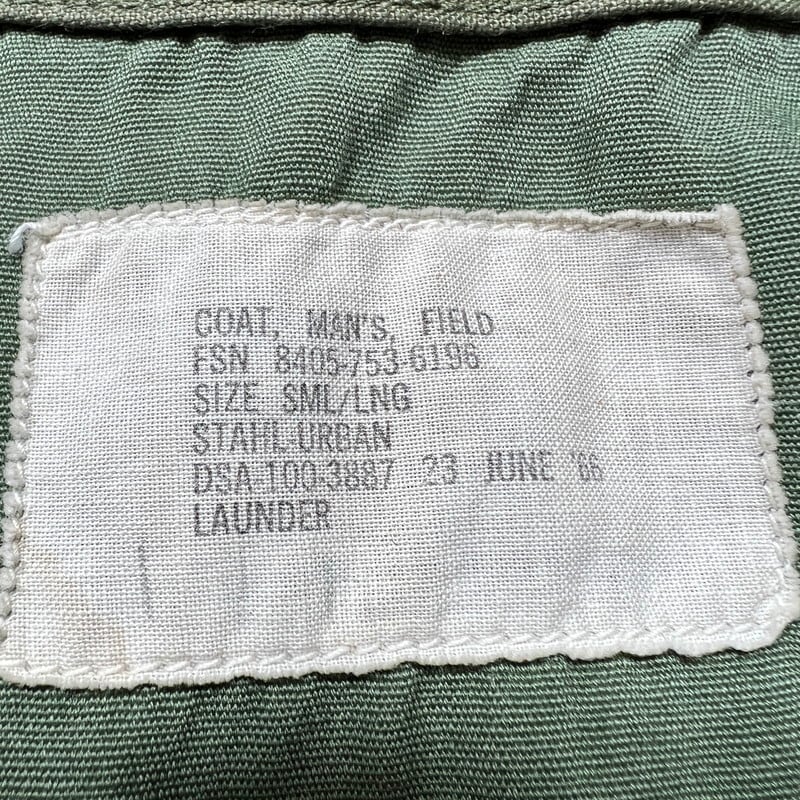 COAT, MAN'S, FIELD
FSN 8405-753-6196
SIZE SML/LNG
STAHL-URBAN
DSA-100-3887 23 JUNE '66
LAUNDER